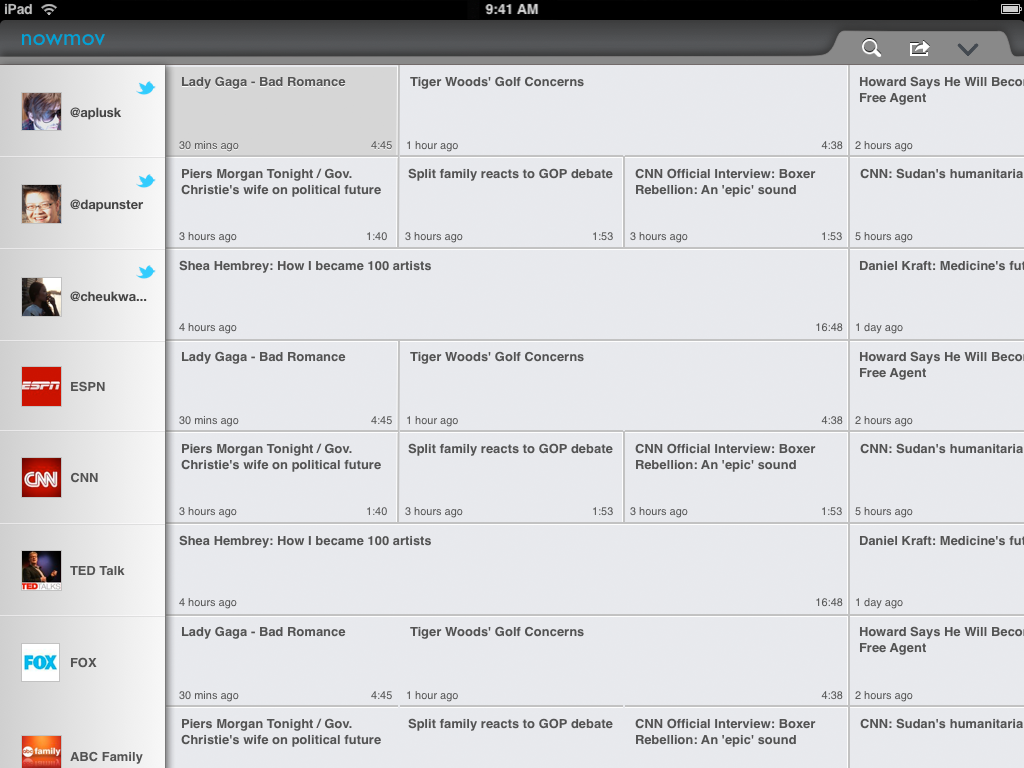 iPad 9:41 AM
nowmov
@aplusk
Lady Gaga - Bad Romance
30 mins ago 4:45
Tiger Woods' Golf Concerns
1 hour ago 4:38
Howard Says He Will Beco
Free Agent
2 hours ago
@dapunster
Piers Morgan Tonight / Gov.
Christie's wife on political future
3 hours ago 1:40
Split family reacts to GOP debate
3 hours ago 1:53
CNN Official Interview: Boxer
Rebellion: An 'epic' sound
3 hours ago 1:53
CNN: Sudan's humanitaria
5 hours ago
@cheukwa...
Shea Hembrey: How I became 100 artists
4 hours ago 16:48
Daniel Kraft: Medicine's fut
1 day ago
ESPN
ESPN
Lady Gaga - Bad Romance
30 mins ago 4:45
Tiger Woods' Golf Concerns
1 hour ago 4:38
Howard Says He Will Beco
Free Agent
2 hours ago
CNN
CNN
Piers Morgan Tonight / Gov.
Christie's wife on political future
3 hours ago 1:40
Split family reacts to GOP debate
3 hours ago 1:53
CNN Official Interview: Boxer
Rebellion: An 'epic' sound
3 hours ago 1:53
CNN: Sudan's humanitaria
5 hours ago
TEDTALKS
TED Talk
Shea Hembrey: How I became 100 artists
4 hours ago 16:48
Daniel Kraft: Medicine's fut
1 day ago
FOX
FOX
Lady Gaga - Bad Romance
30 mins ago 4:45
Tiger Woods' Golf Concerns
1 hour ago 4:38
Howard Says He Will Beco
Free Agent
2 hours ago
abc family
ABC Family
Piers Morgan Tonight / Gov.
Christie's wife on political future
Split family reacts to GOP debate
CNN Official Interview: Boxer
Rebellion: An 'epic' sound
CNN: Sudan's humanitaria